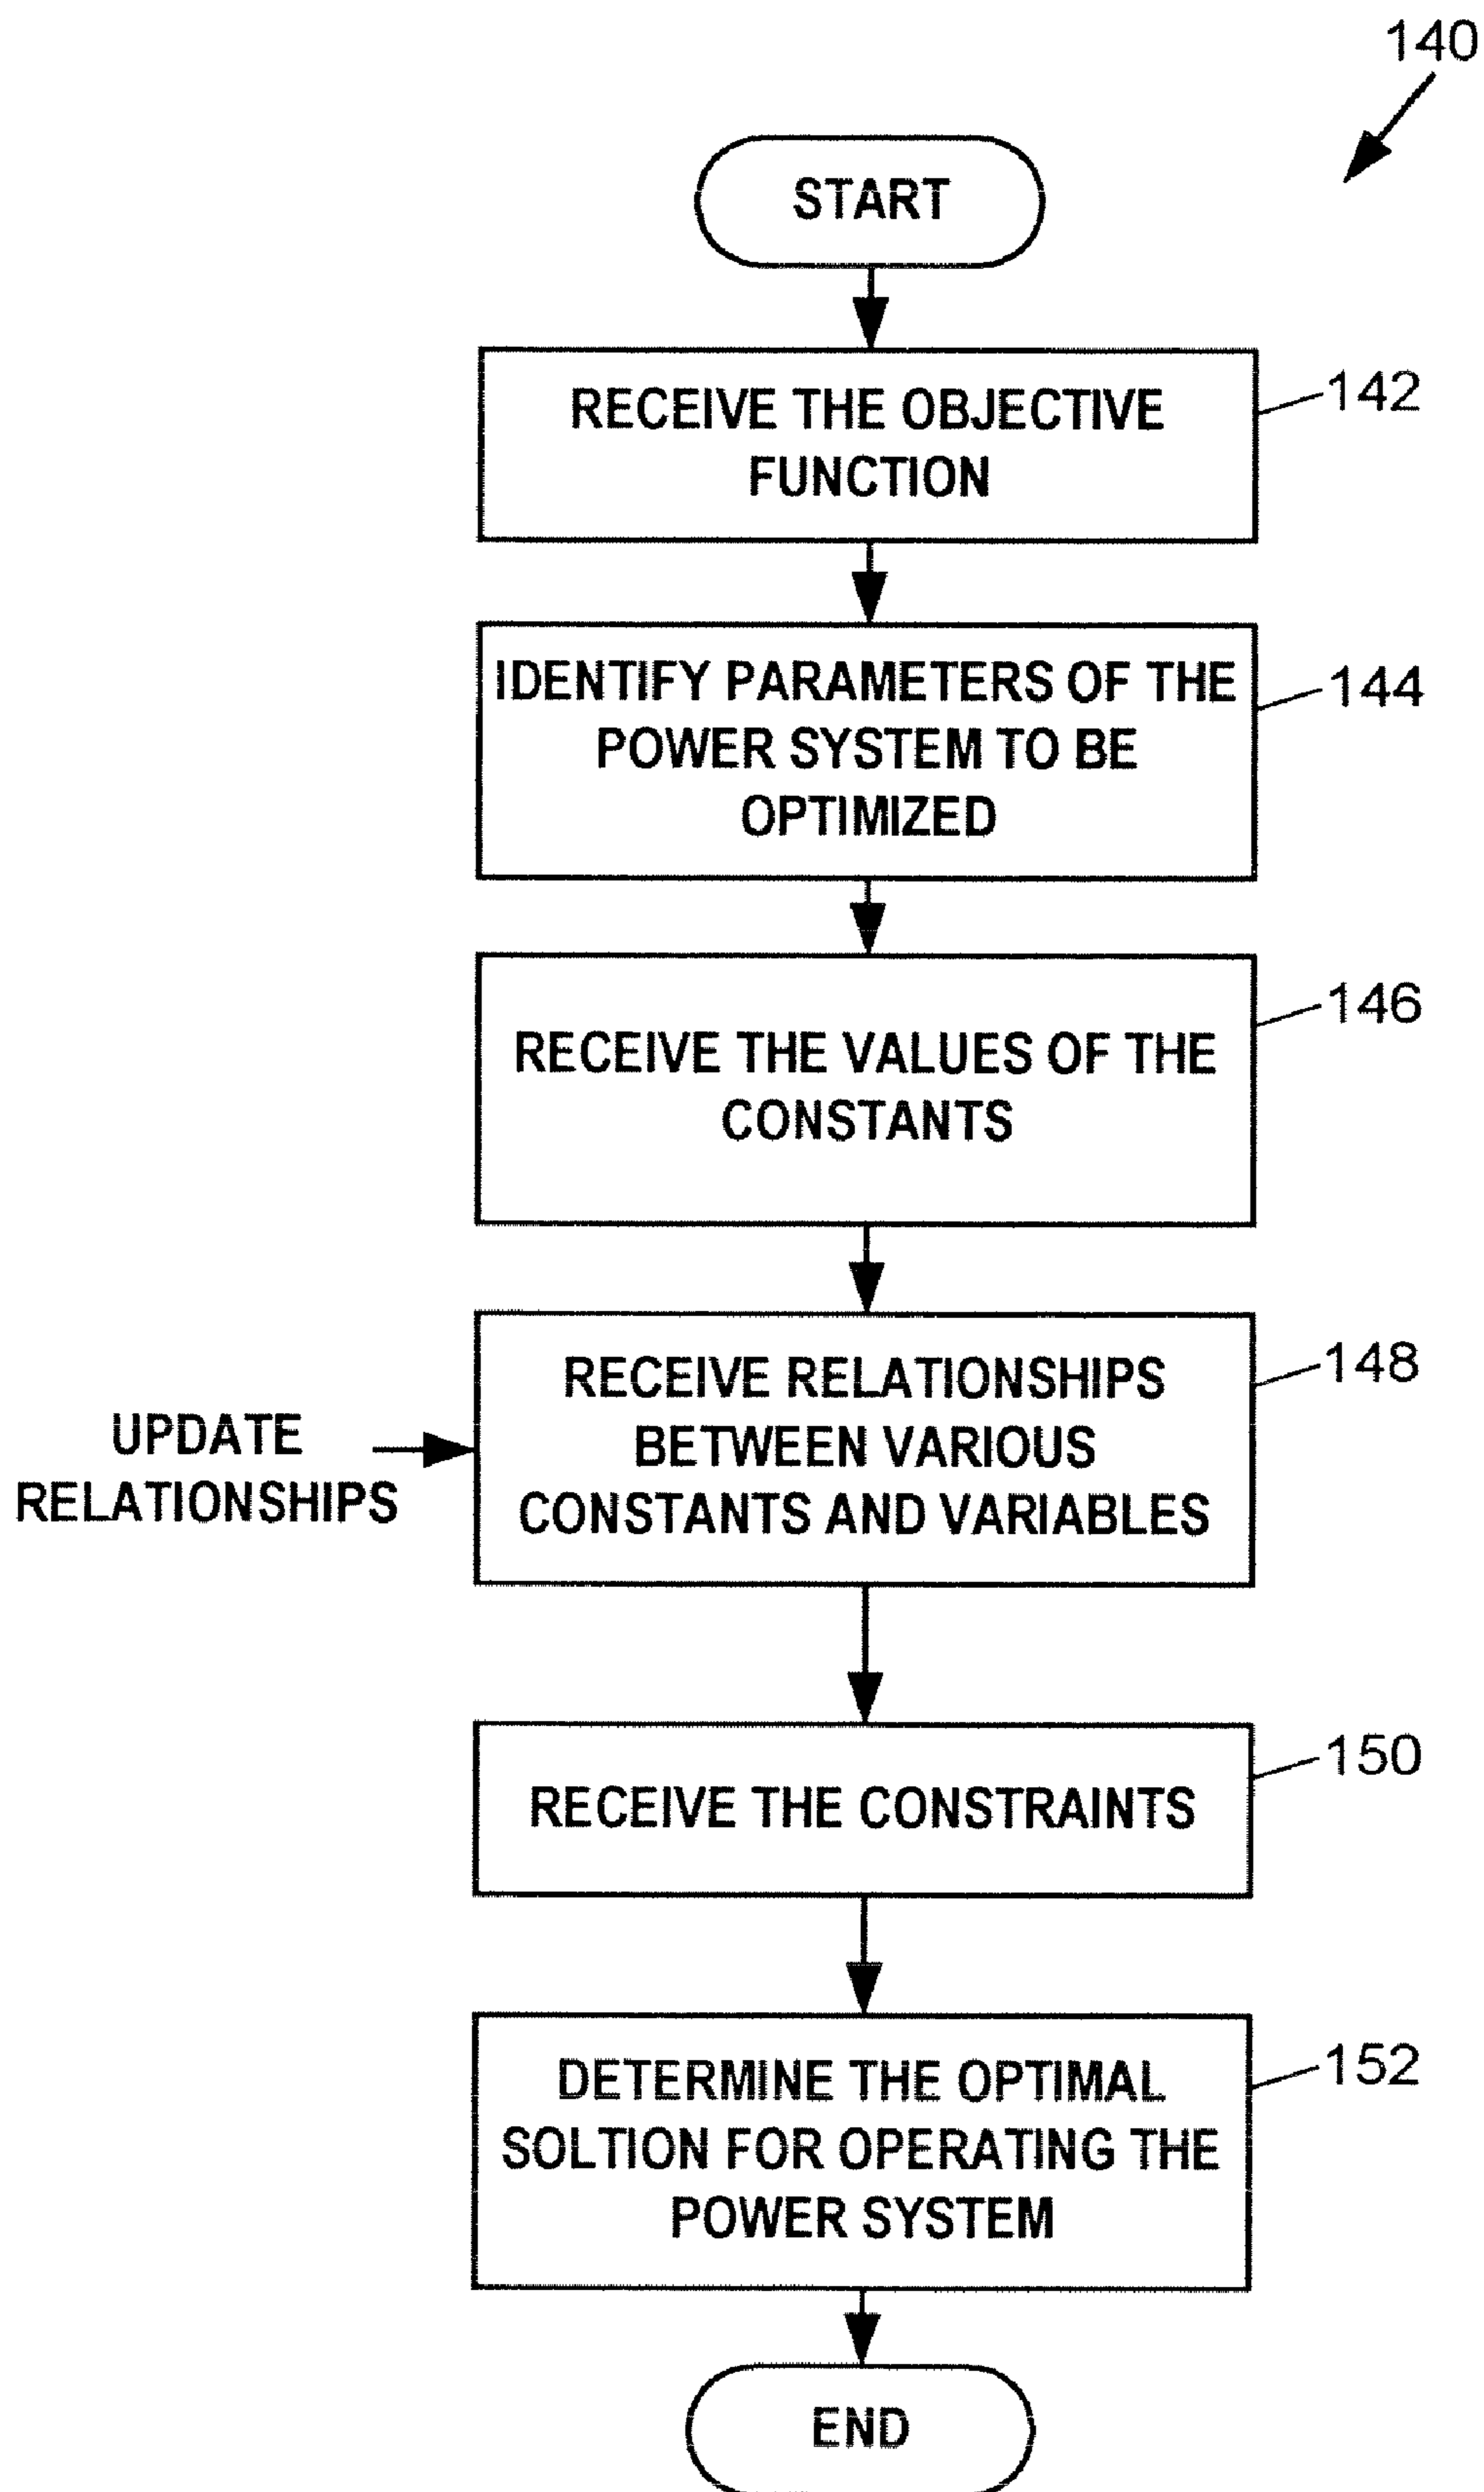 140
START
RECEIVE THE OBJECTIVE
FUNCTION
142
IDENTIFY PARAMETERS OF THE
POWER SYSTEM TO BE
OPTIMIZED
144
RECEIVE THE VALUES OF THE
CONSTANTS
146
UPDATE
RELATIONSHIPS
RECEIVE RELATIONSHIPS
BETWEEN VARIOUS
CONSTANTS AND VARIABLES
148
RECEIVE THE CONSTRAINTS
150
DETERMINE THE OPTIMAL
SOLTION FOR OPERATING THE
POWER SYSTEM
152
END